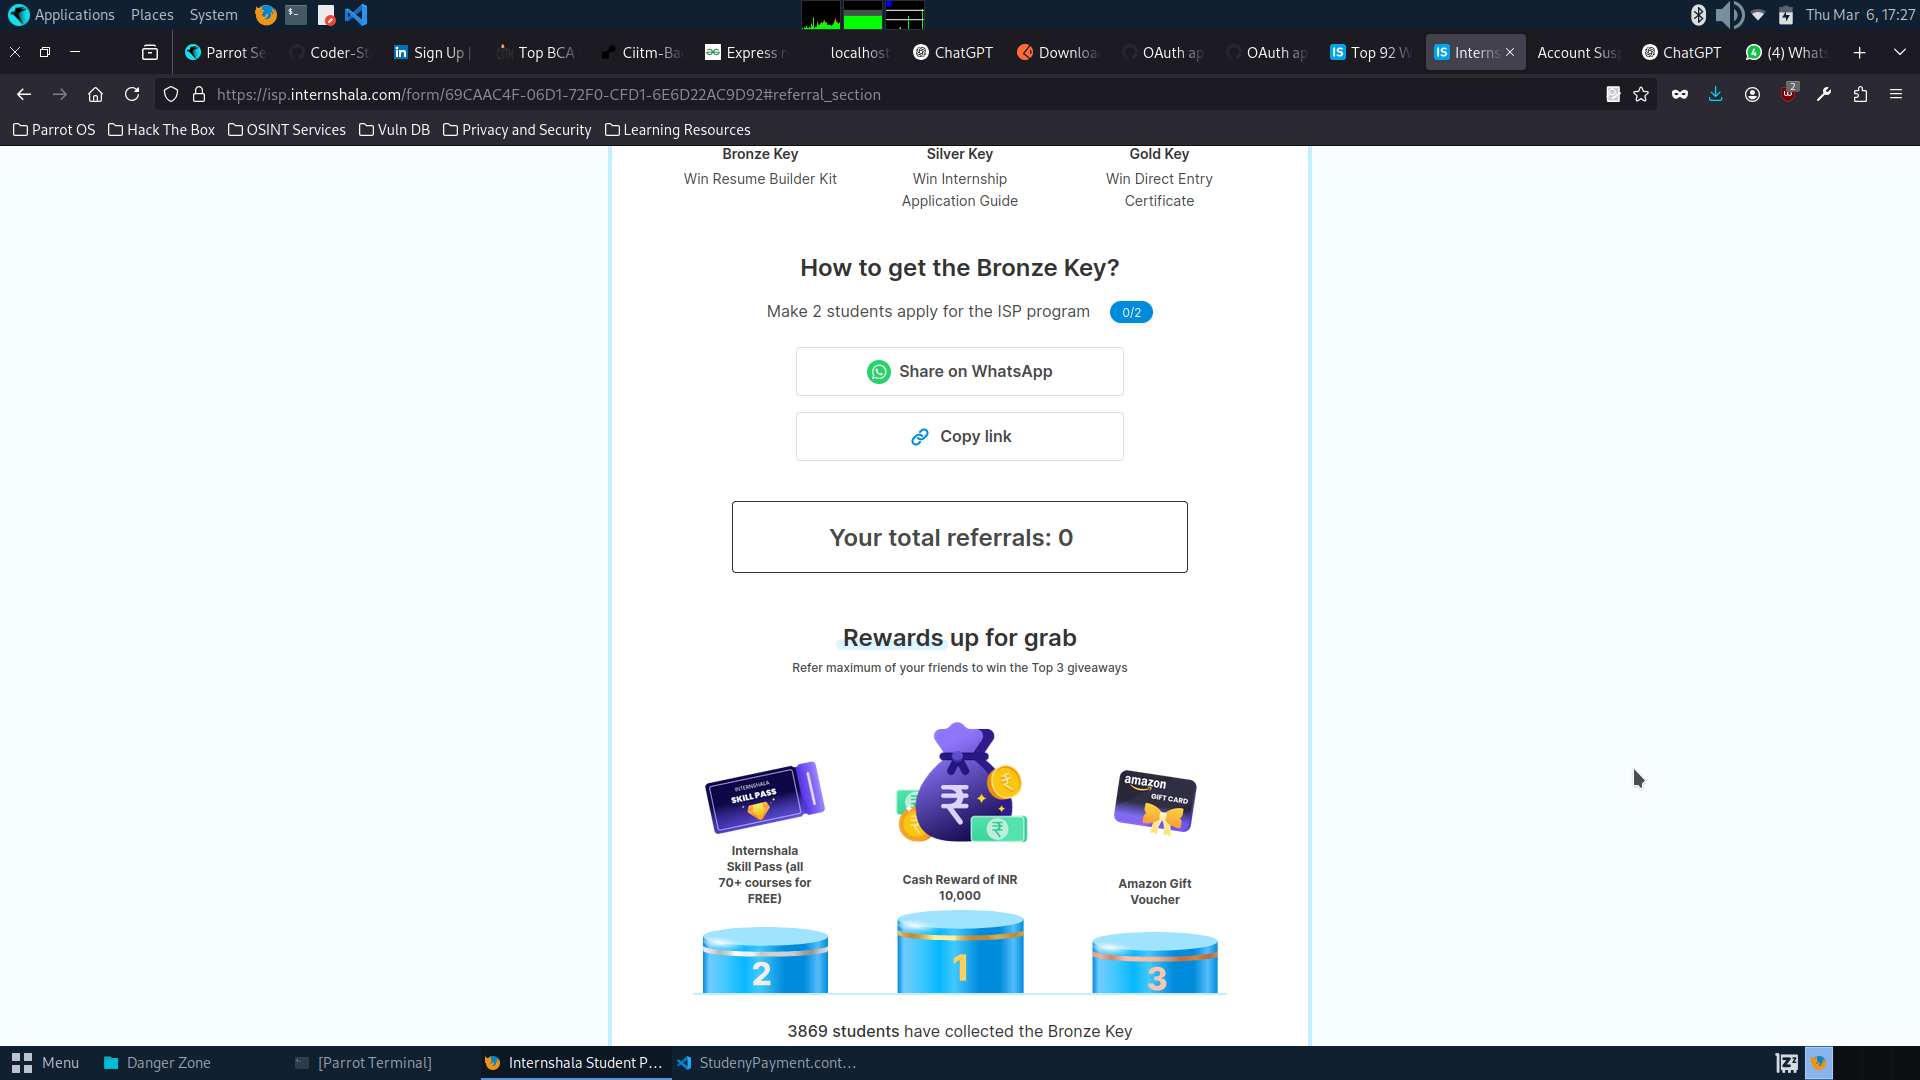 Applications Places System Thu Mar 6, 17:27
Parrot Se Coder-St Sign Up | Top BCA Ciitm-Ba Express localhost ChatGPT Downloa OAuth ap OAuth ap Top 92 W Interns Account Sus ChatGPT (4) Whats
https://isp.internshala.com/form/69CAAC4F-06D1-72F0-CFD1-6E6D22AC9D92#referral_section 2
Parrot OS Hack The Box OSINT Services Vuln DB Privacy and Security Learning Resources
Bronze Key Silver Key Gold Key
Win Resume Builder Kit Win Internship Win Direct Entry
Application Guide Certificate
How to get the Bronze Key?
Make 2 students apply for the ISP program 0/2
Share on WhatsApp
Copy link
Your total referrals: 0
Rewards up for grab
Refer maximum of your friends to win the Top 3 giveaways
INTERNSHALA
SKILL PASS
₹
amazon
GIFT CARD
Internshala
Skill Pass (all
70+ courses for
FREE)
Cash Reward of INR
10,000
Amazon Gift
Voucher
2 1 3
3869 students have collected the Bronze Key
Menu Danger Zone [Parrot Terminal] Internshala Student P... StudenyPayment.cont...